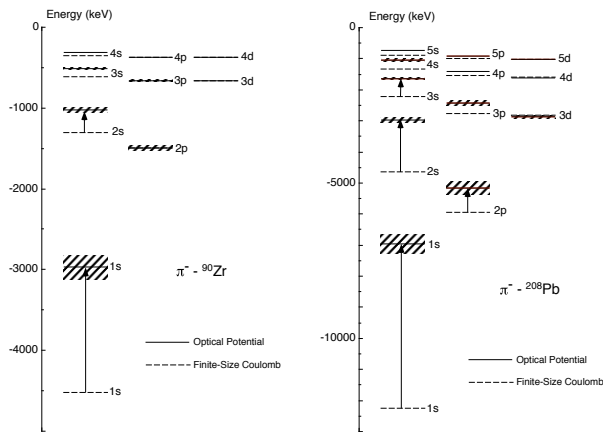 Energy (keV)
0
-1000
-2000
-3000
-4000
4s
4p
4d
3s
3p
3d
2s
2p
1s
π⁻ - ⁹⁰Zr
Optical Potential
Finite-Size Coulomb
1s
Energy (keV)
0
-5000
-10000
5s
5p
5d
4s
4p
4d
3s
3p
3d
2s
2p
1s
π⁻ - ²⁰⁸Pb
Optical Potential
Finite-Size Coulomb
1s